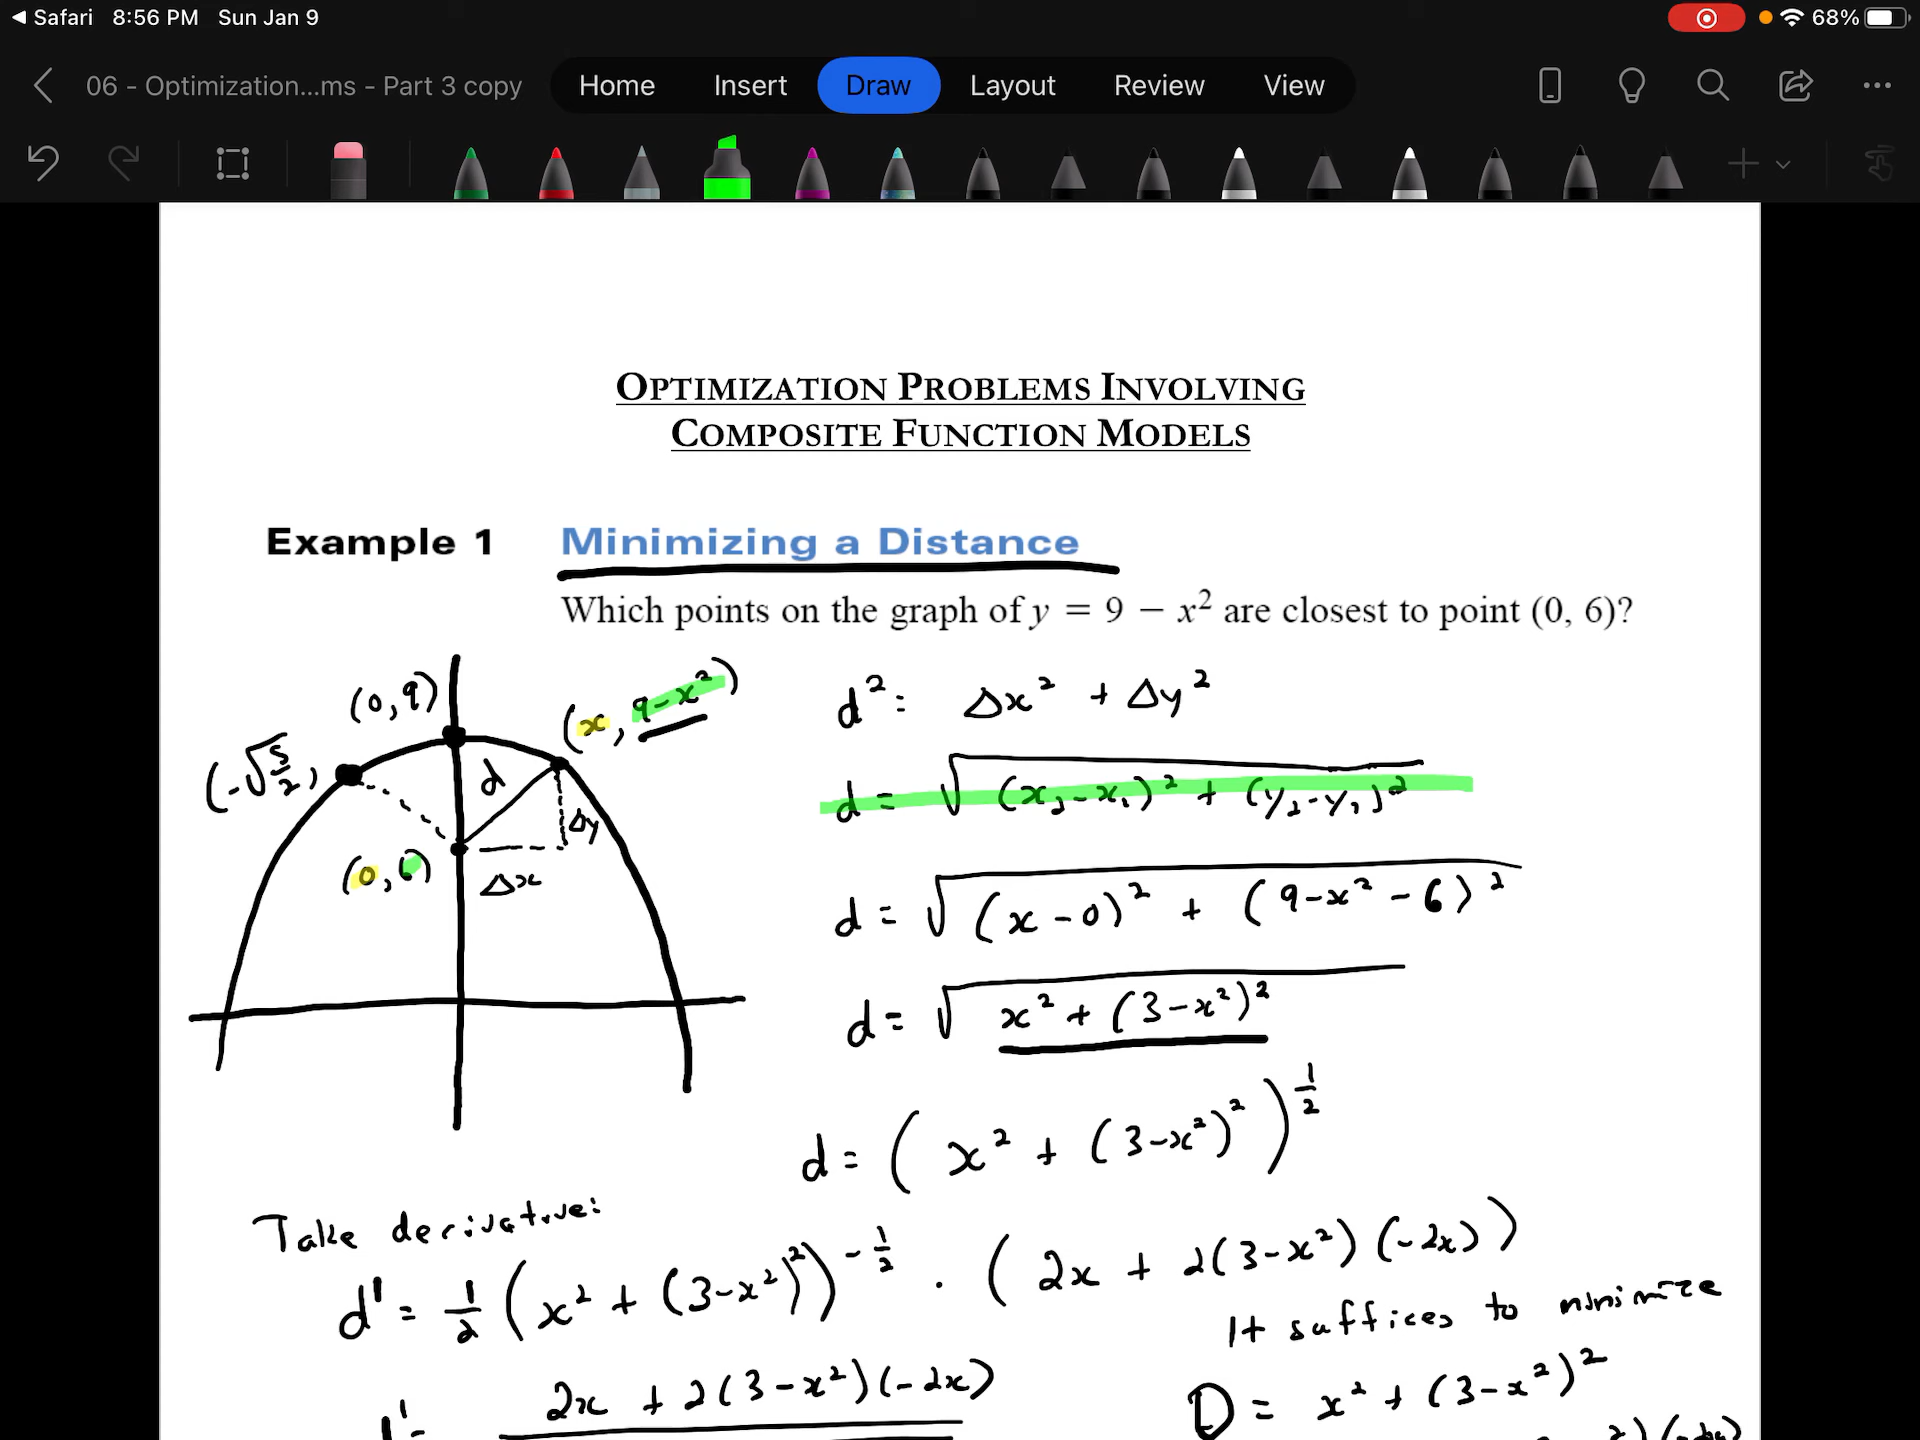 Safari 8:56 PM Sun Jan 9 68%
06 - Optimization...ms - Part 3 copy Home Insert Draw Layout Review View
OPTIMIZATION PROBLEMS INVOLVING
COMPOSITE FUNCTION MODELS
Example 1 Minimizing a Distance
Which points on the graph of y = 9 − x² are closest to point (0, 6)?
(0,9)
(x, 9-x²)
(-√5/2,
d
Δy
(0,6)
Δx
d² = Δx² + Δy²
d = √(x₂-x₁)² + (y₂-y₁)²
d = √(x-0)² + (9-x²-6)²
d = √x² + (3-x²)²
d = (x² + (3-x²)²)^1/2
Take derivative:
d' = 1/2 (x² + (3-x²)²)^-1/2 · (2x + 2(3-x²)(-2x))
It suffices to minimize
2x + 2(3-x²)(-2x)
D = x² + (3-x²)²